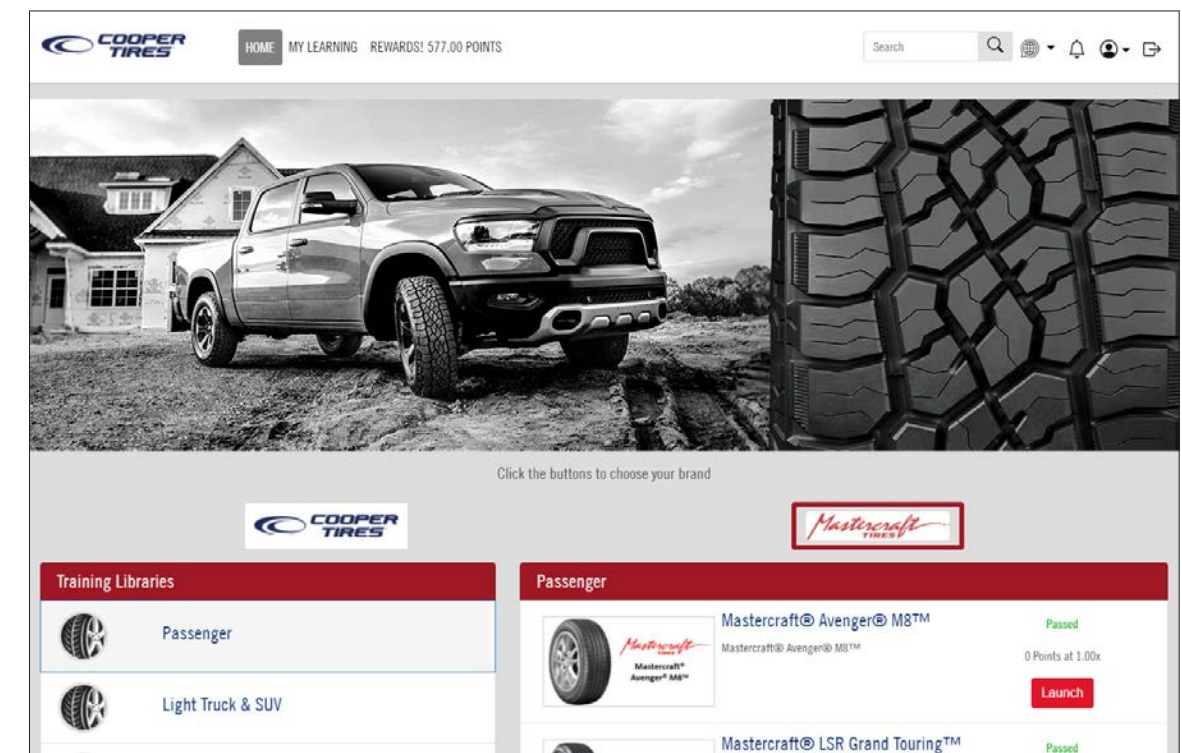 COOPER
TIRES
HOME MY LEARNING REWARDS! 577.00 POINTS
Search
Click the buttons to choose your brand
COOPER
TIRES
Mastercraft
TIRES
Training Libraries
Passenger
Light Truck & SUV
Passenger
Mastercraft
TIRES
Mastercraft®
Avenger® M8™
Mastercraft® Avenger® M8™
Mastercraft® Avenger® M8™
Passed
0 Points at 1.00x
Launch
Mastercraft® LSR Grand Touring™
Passed